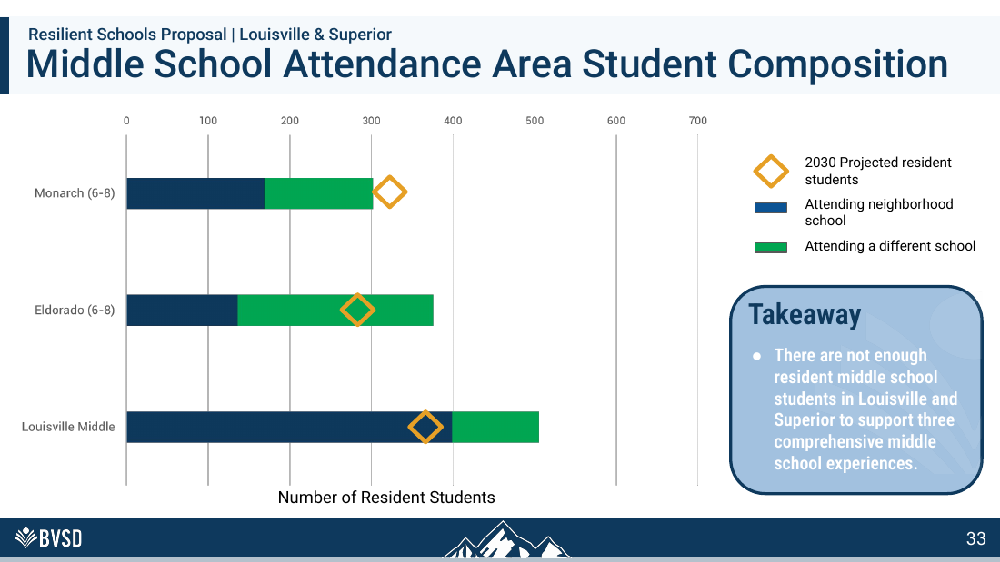 Resilient Schools Proposal | Louisville & Superior
Middle School Attendance Area Student Composition
0 100 200 300 400 500 600 700
Monarch (6-8)
Eldorado (6-8)
Louisville Middle
Number of Resident Students
2030 Projected resident
students
Attending neighborhood
school
Attending a different school
Takeaway
● There are not enough
resident middle school
students in Louisville and
Superior to support three
comprehensive middle
school experiences.
BVSD
33